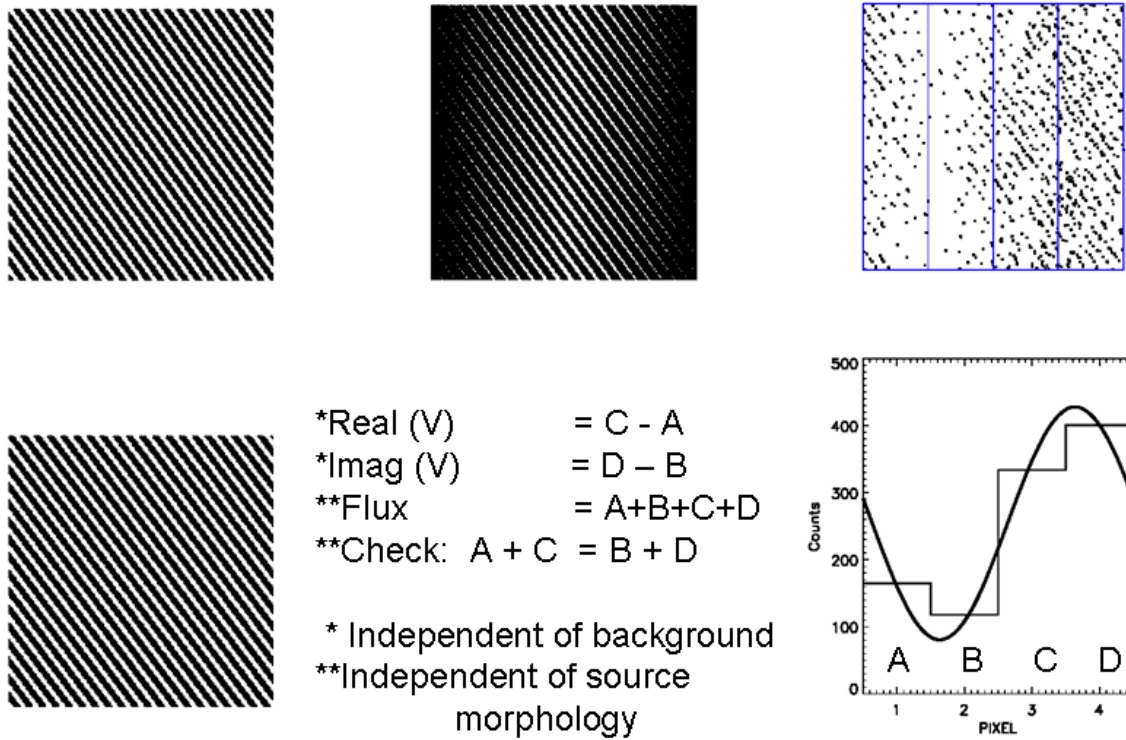 *Real (V) = C - A
*Imag (V) = D – B
**Flux = A+B+C+D
**Check: A + C = B + D
* Independent of background
**Independent of source
morphology
500
400
300
200
100
0
Counts
A B C D
1 2 3 4
PIXEL